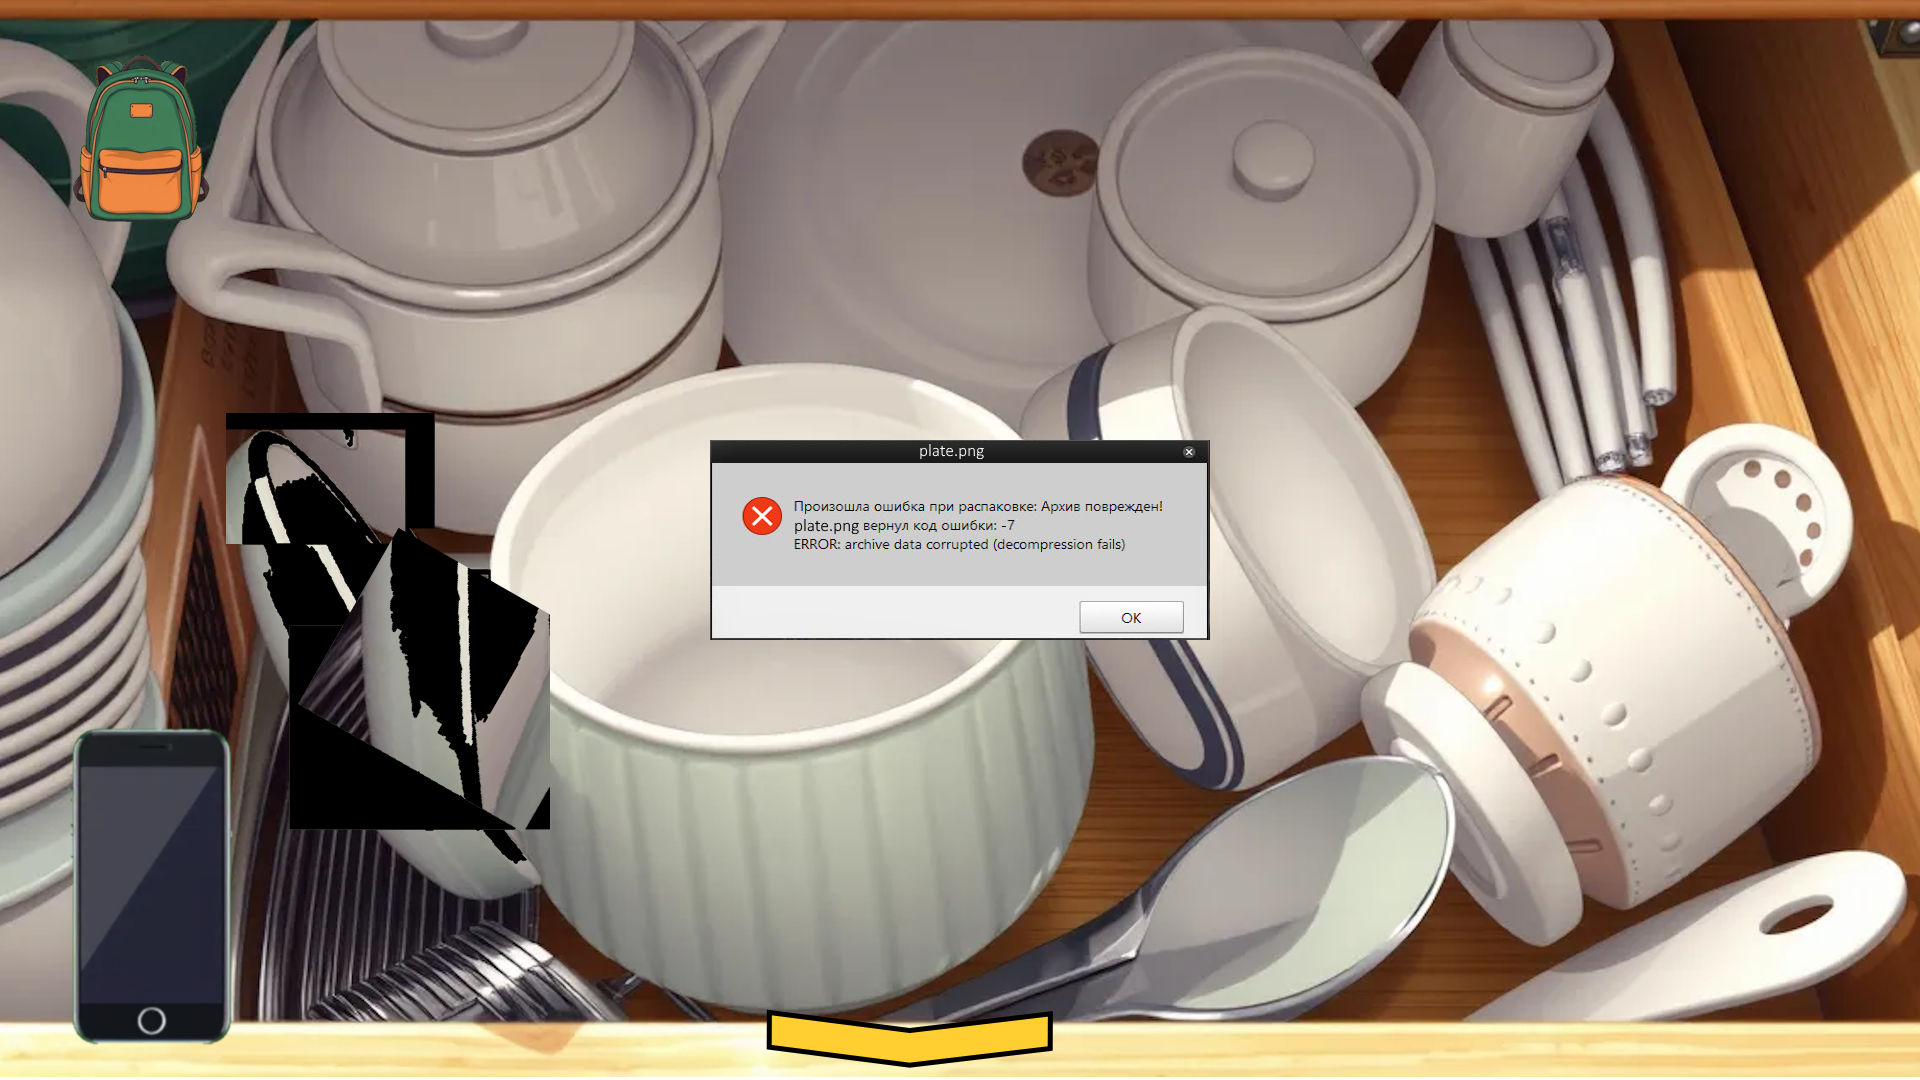 plate.png
Произошла ошибка при распаковке: Архив поврежден!
plate.png вернул код ошибки: -7
ERROR: archive data corrupted (decompression fails)
OK